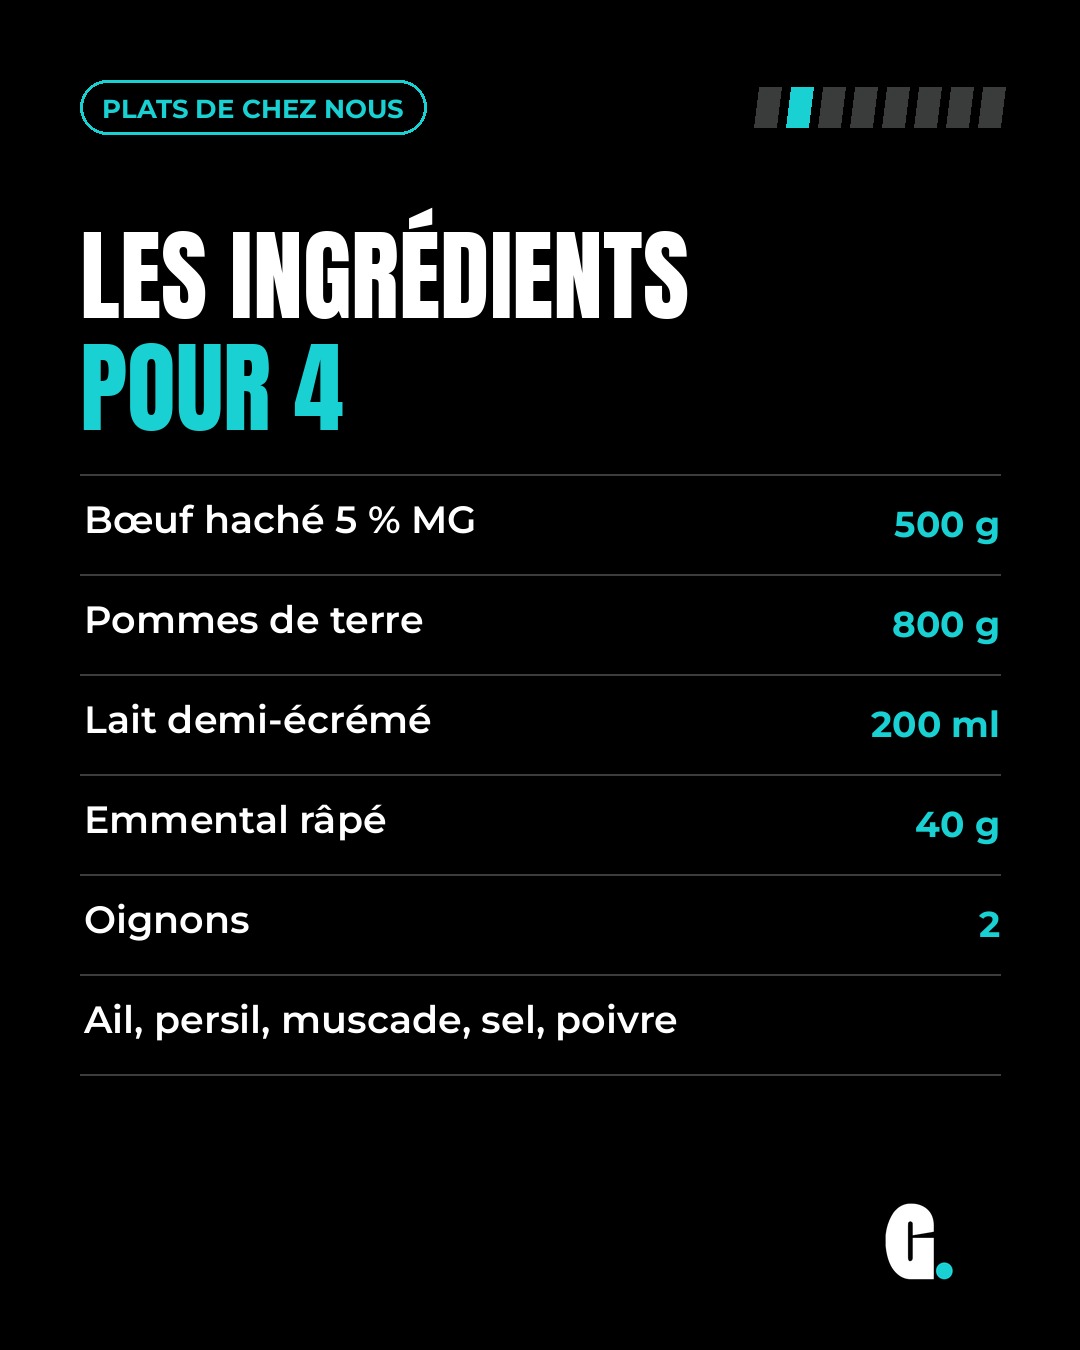 PLATS DE CHEZ NOUS
LES INGRÉDIENTS
POUR 4
Bœuf haché 5 % MG 500 g
Pommes de terre 800 g
Lait demi-écrémé 200 ml
Emmental râpé 40 g
Oignons 2
Ail, persil, muscade, sel, poivre
G.